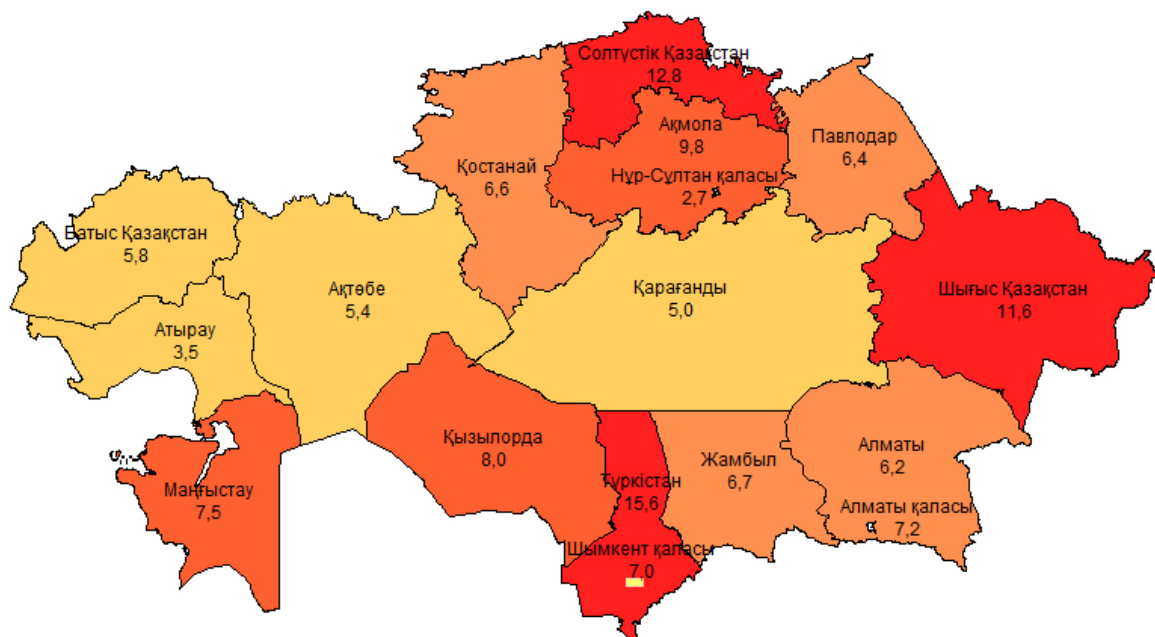 Солтүстік Қазақстан
12,8
Ақмола
9,8
Нұр-Сұлтан қаласы
2,7
Павлодар
6,4
Қостанай
6,6
Батыс Қазақстан
5,8
Ақтөбе
5,4
Қарағанды
5,0
Шығыс Қазақстан
11,6
Атырау
3,5
Қызылорда
8,0
Маңғыстау
7,5
Түркістан
15,6
Шымкент қаласы
7,0
Жамбыл
6,7
Алматы
6,2
Алматы қаласы
7,2